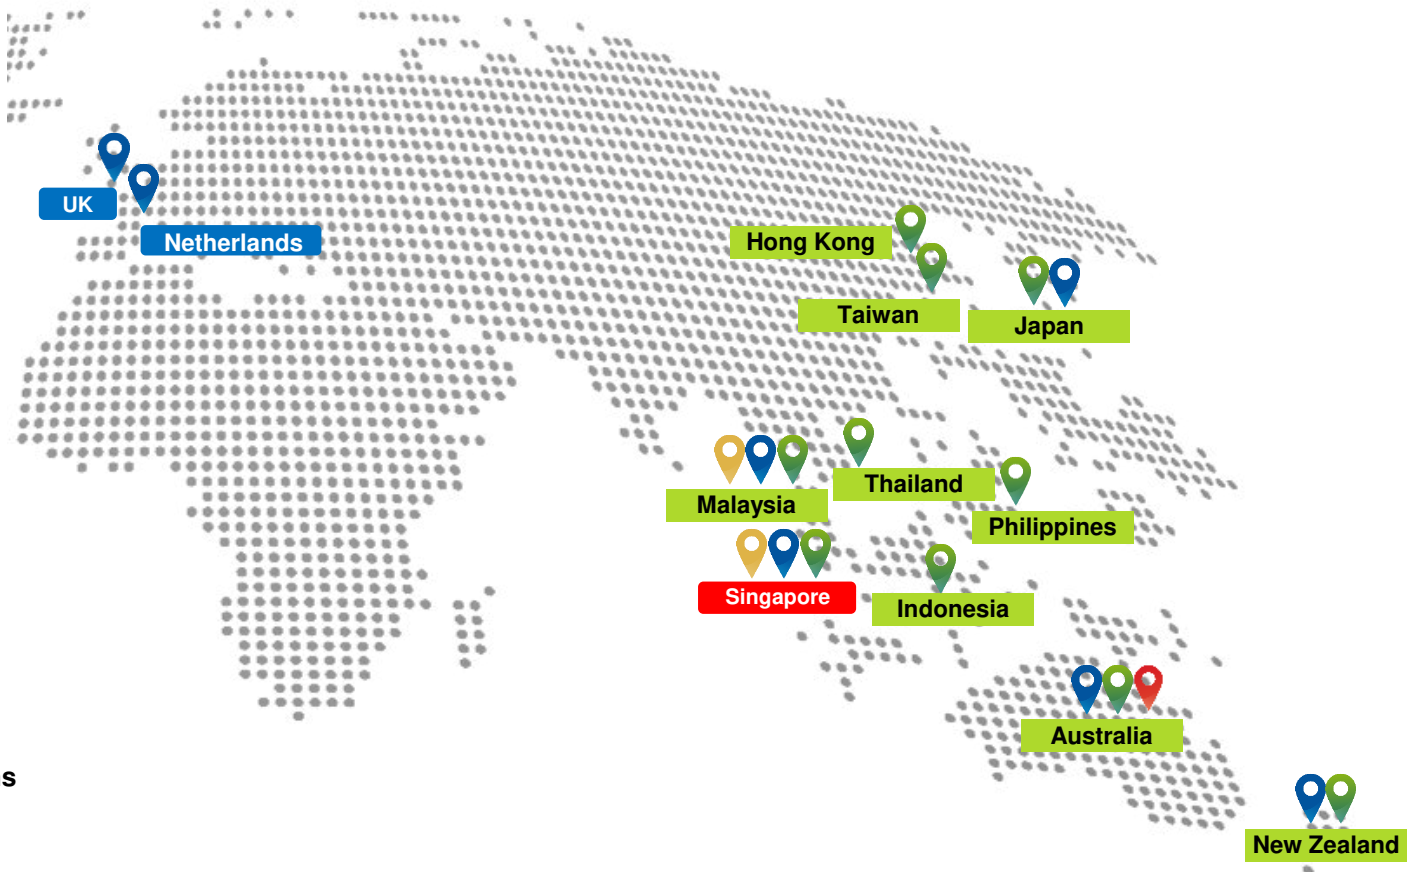 UK
Netherlands
Hong Kong
Taiwan
Japan
Thailand
Malaysia
Philippines
Singapore
Indonesia
Australia
s
New Zealand